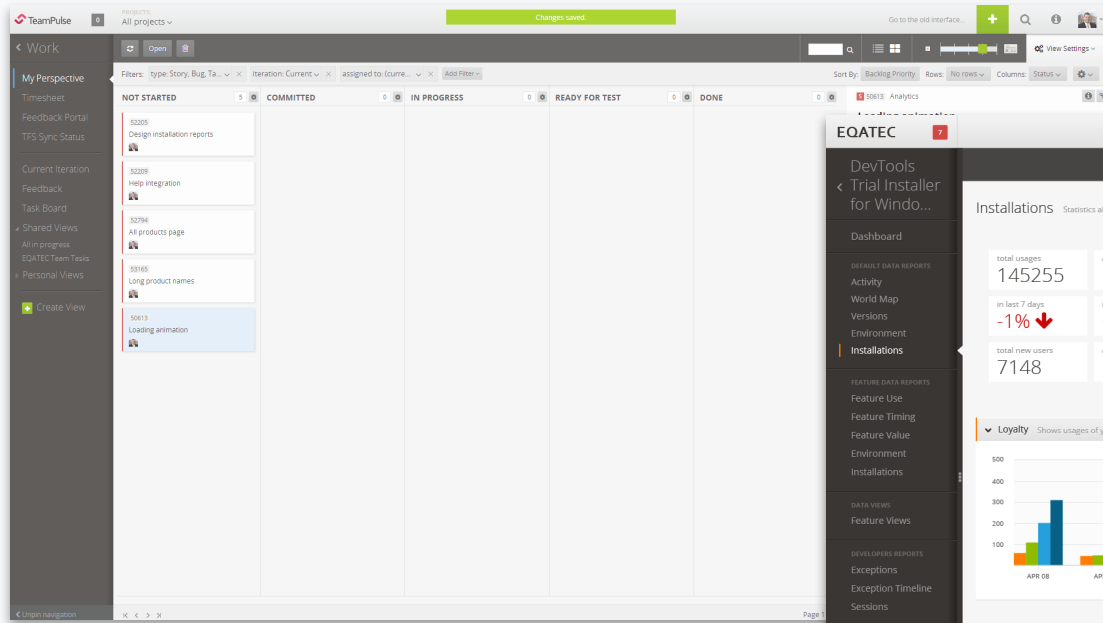 TeamPulse
0
PROJECTS:
All projects
Changes saved.
Go to the old interface...
Work
Open
View Settings
My Perspective
Timesheet
Feedback Portal
TFS Sync Status
Current Iteration
Feedback
Task Board
Shared Views
All in progress
EQATEC Team Tasks
Personal Views
Create View
Unpin navigation
Filters: type: Story, Bug, Ta... × iteration: Current × assigned to: (curre... × Add Filter
Sort By: Backlog Priority Rows: No rows Columns: Status
NOT STARTED 5
COMMITTED 0
IN PROGRESS 0
READY FOR TEST 0
DONE 0
52205
Design installation reports
52209
Help integration
52794
All products page
53165
Long product names
50613
Loading animation
Page 1
S 50613 Analytics
Loading animation
EQATEC 7
DevTools
Trial Installer
for Windo...
Dashboard
DEFAULT DATA REPORTS
Activity
World Map
Versions
Environment
Installations
FEATURE DATA REPORTS
Feature Use
Feature Timing
Feature Value
Environment
Installations
DATA VIEWS
Feature Views
DEVELOPERS REPORTS
Exceptions
Exception Timeline
Sessions
Installations Statistics
total usages
145255
in last 7 days
-1%
total new users
7148
Loyalty Shows usages of
500
400
300
200
100
APR 08